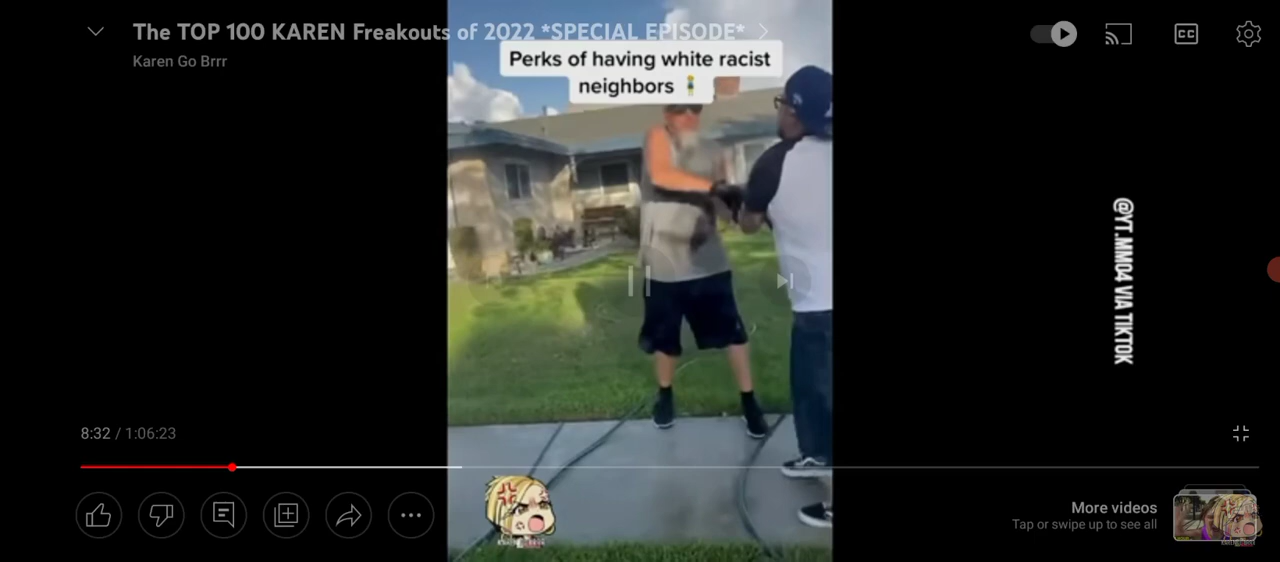 The TOP 100 KAREN Freakouts of 2022 *SPECIAL EPISODE*
Karen Go Brrr
CC
Perks of having white racist
neighbors
@YT.MM04 VIA TIKTOK
8:32 / 1:06:23
More videos
Tap or swipe up to see all